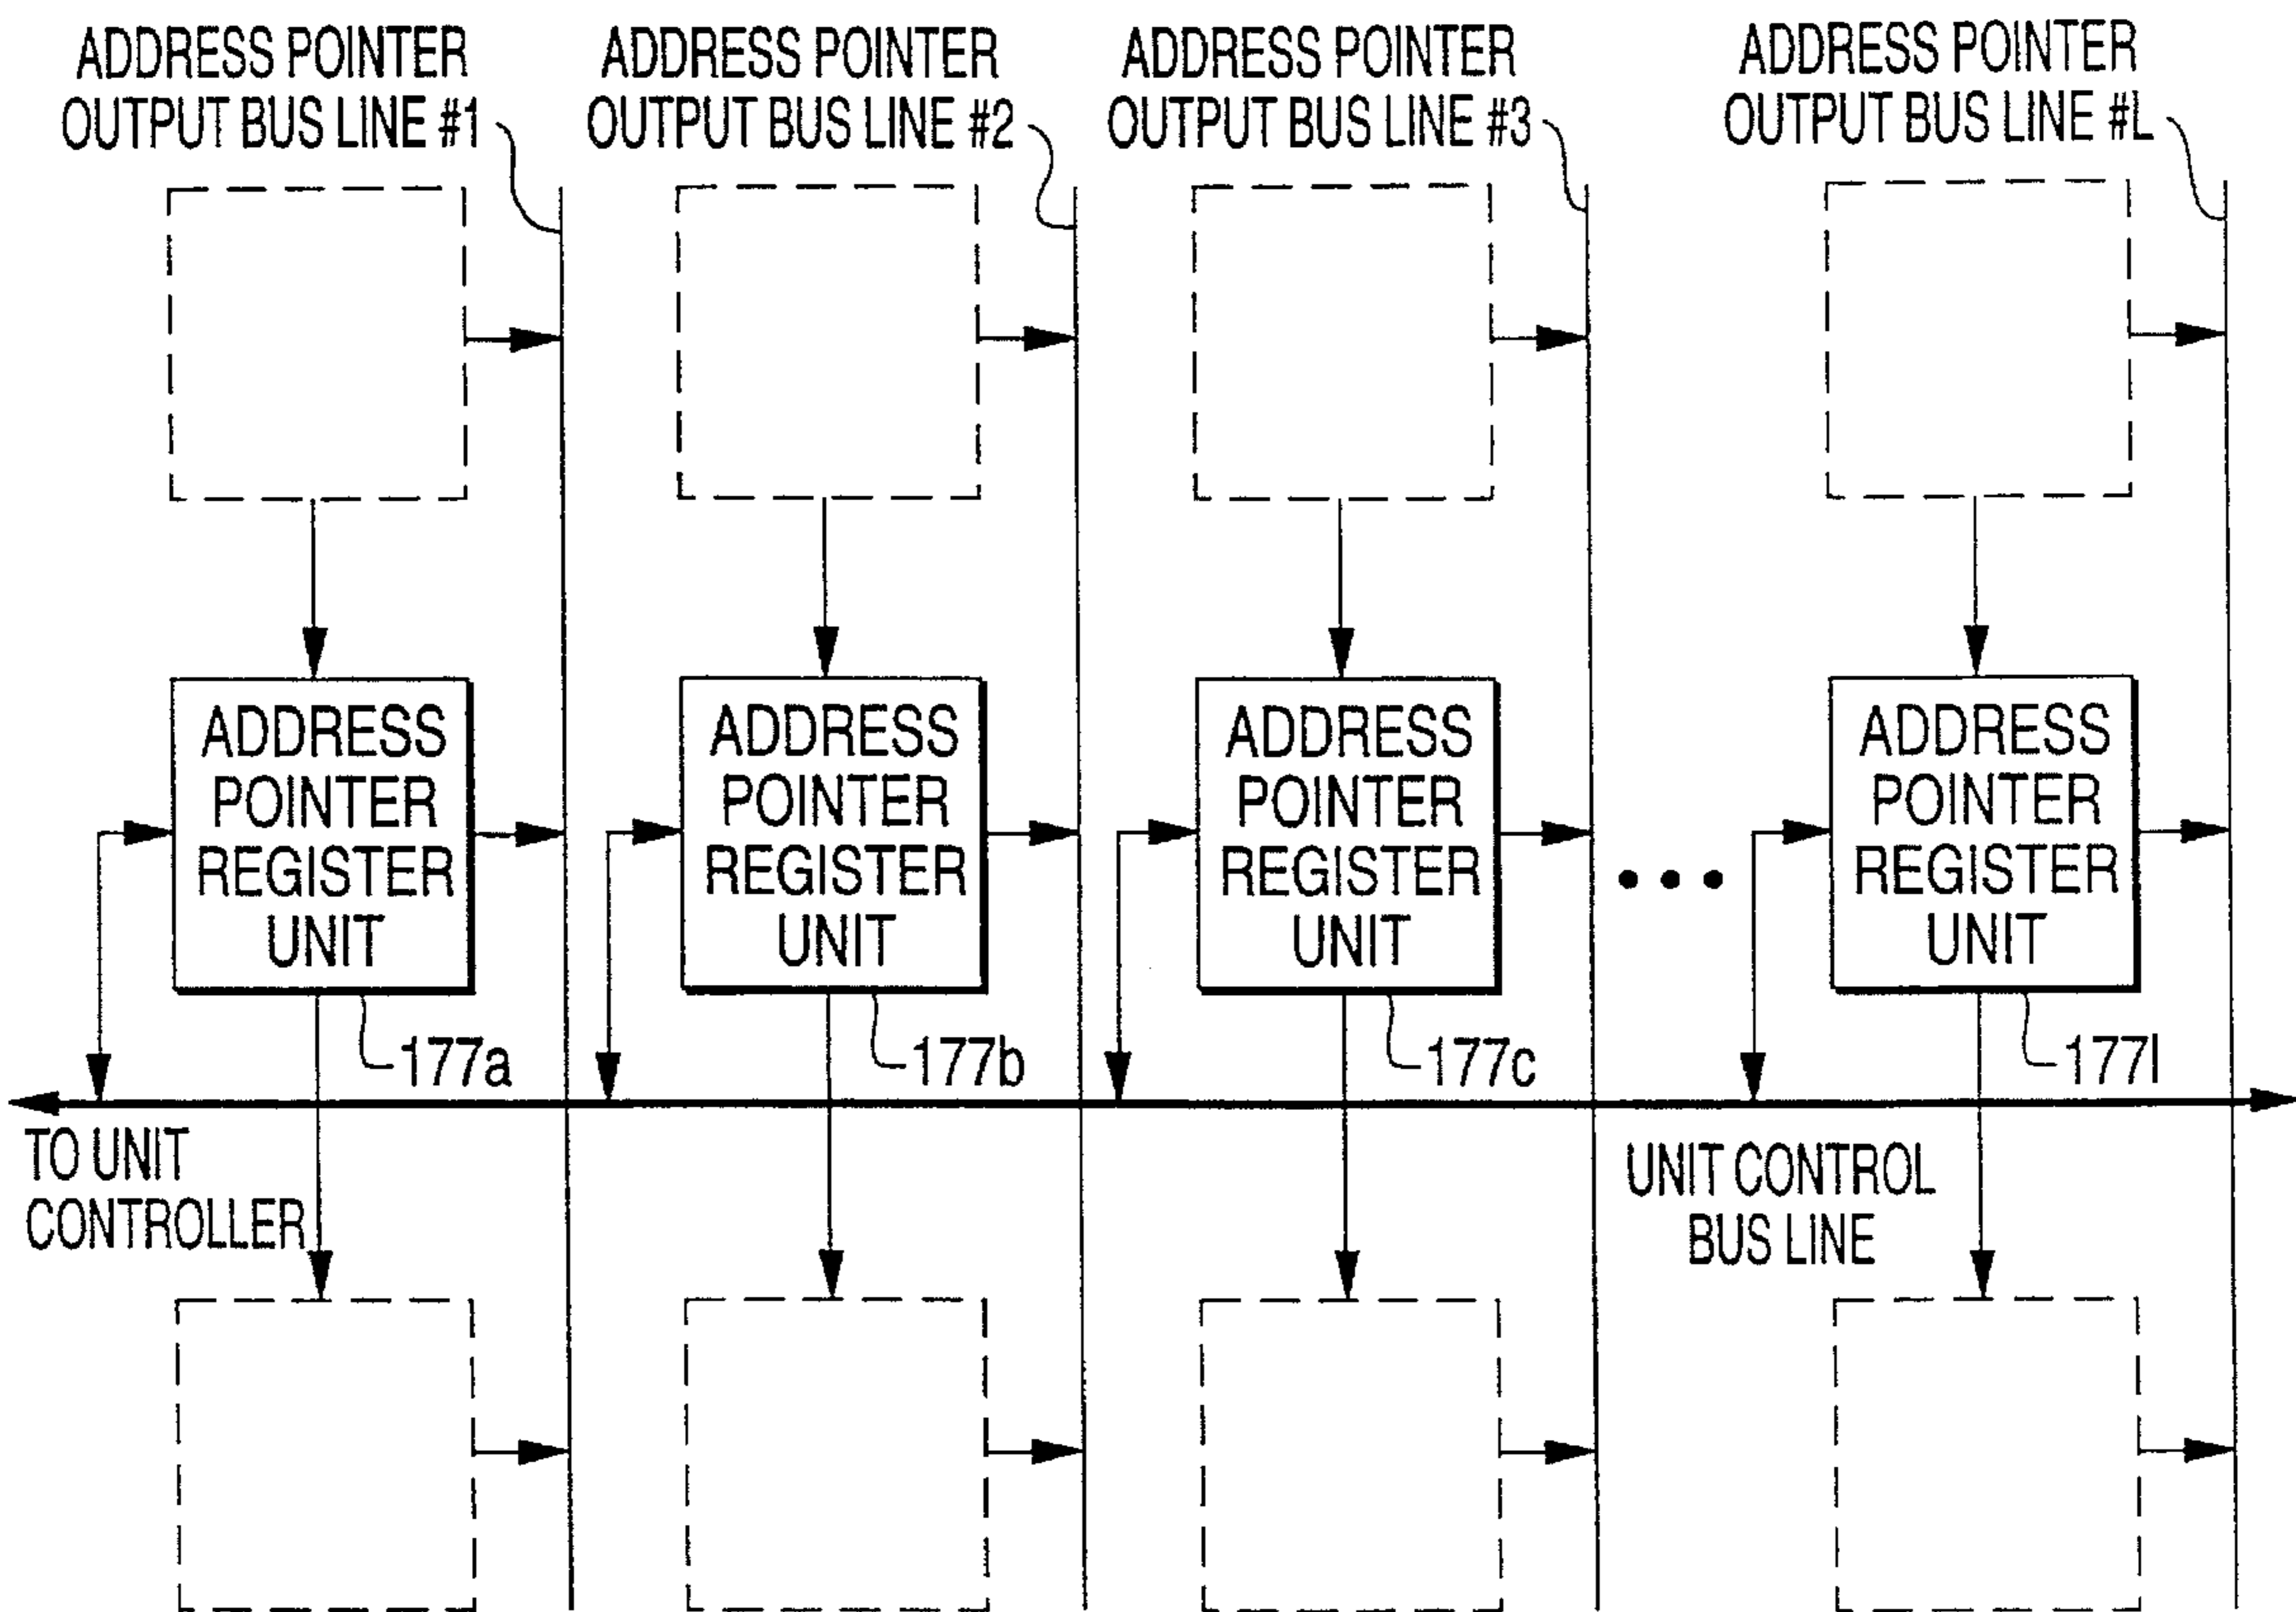 ADDRESS POINTER
OUTPUT BUS LINE #1
ADDRESS POINTER
OUTPUT BUS LINE #2
ADDRESS POINTER
OUTPUT BUS LINE #3
ADDRESS POINTER
OUTPUT BUS LINE #L
ADDRESS
POINTER
REGISTER
UNIT
ADDRESS
POINTER
REGISTER
UNIT
ADDRESS
POINTER
REGISTER
UNIT
• • •
ADDRESS
POINTER
REGISTER
UNIT
177a
177b
177c
177l
TO UNIT
CONTROLLER
UNIT CONTROL
BUS LINE